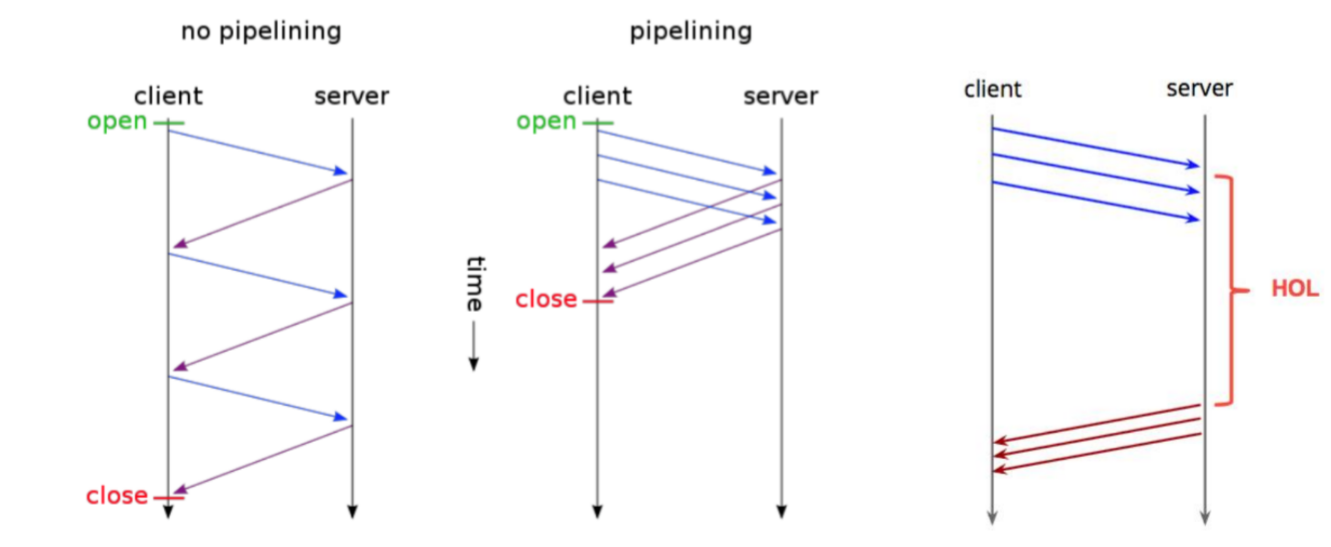 no pipelining
client
server
open
close
time
pipelining
client
server
open
close
client
server
HOL